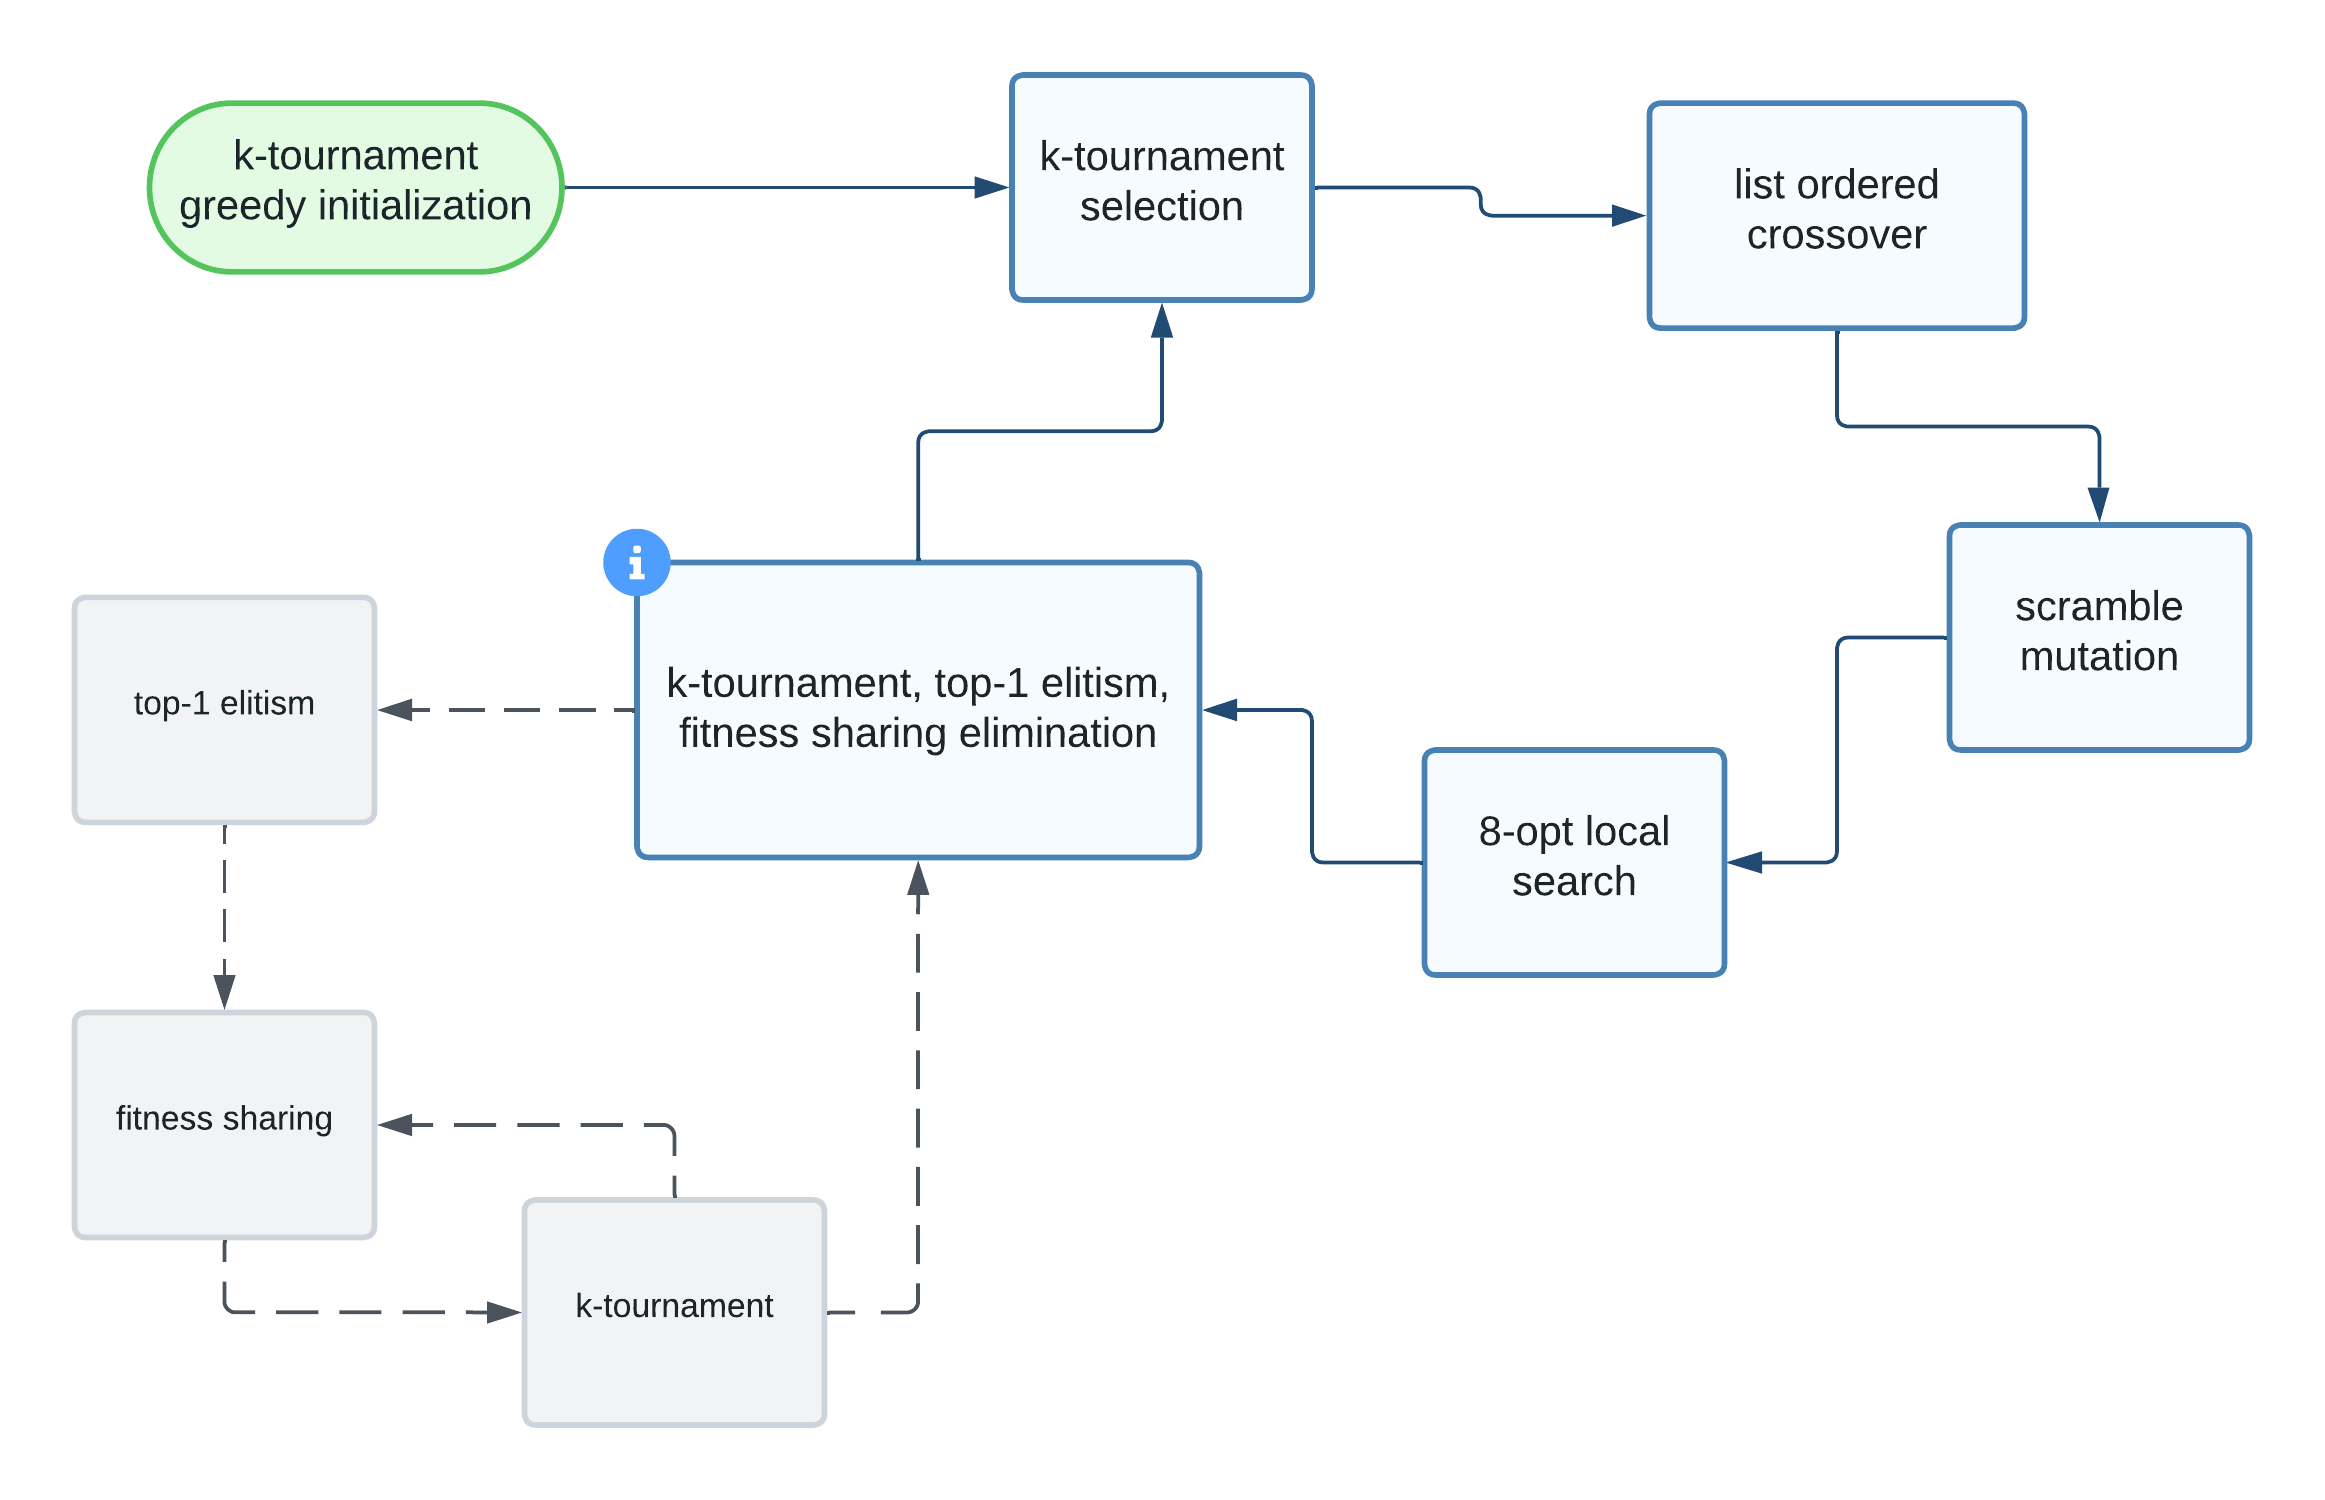 k-tournament
greedy initialization
k-tournament
selection
list ordered
crossover
scramble
mutation
8-opt local
search
k-tournament, top-1 elitism,
fitness sharing elimination
top-1 elitism
fitness sharing
k-tournament